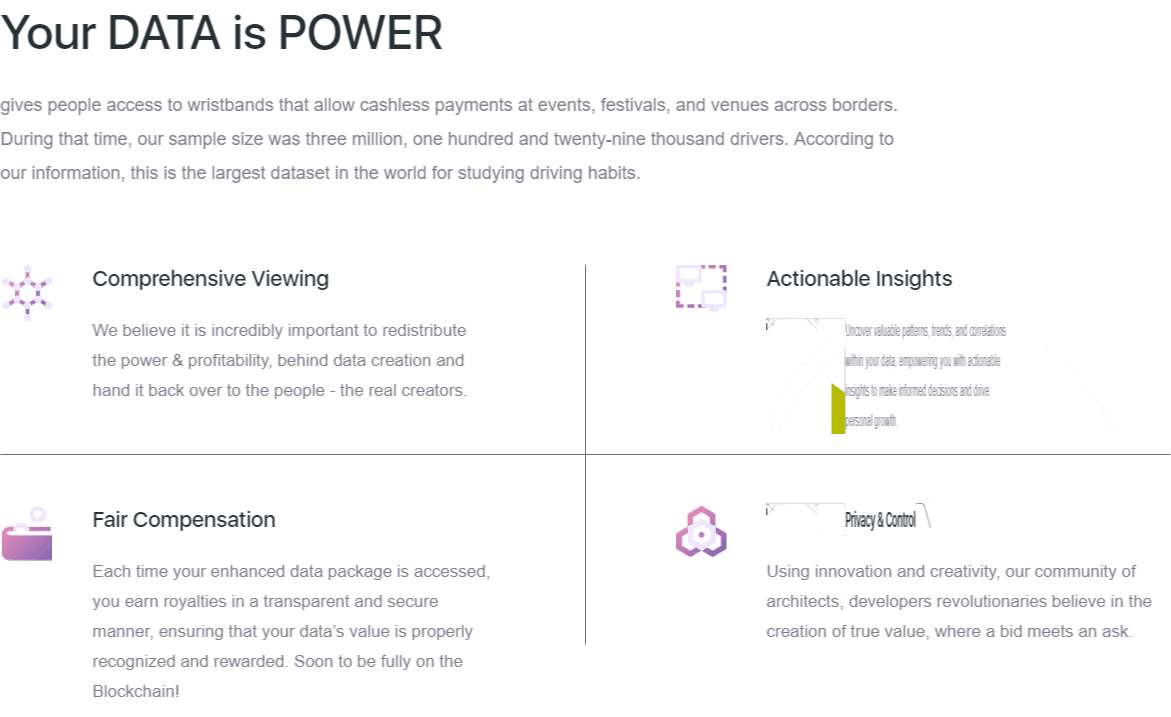 Your DATA is POWER
gives people access to wristbands that allow cashless payments at events, festivals, and venues across borders.
During that time, our sample size was three million, one hundred and twenty-nine thousand drivers. According to
our information, this is the largest dataset in the world for studying driving habits.
Comprehensive Viewing
We believe it is incredibly important to redistribute
the power & profitability, behind data creation and
hand it back over to the people - the real creators.
Actionable Insights
Uncover valuable patterns, trends, and correlations
within your data, empowering you with actionable
insights to make informed decisions and drive
personal growth.
Fair Compensation
Each time your enhanced data package is accessed,
you earn royalties in a transparent and secure
manner, ensuring that your data’s value is properly
recognized and rewarded. Soon to be fully on the
Blockchain!
Privacy & Control
Using innovation and creativity, our community of
architects, developers revolutionaries believe in the
creation of true value, where a bid meets an ask.